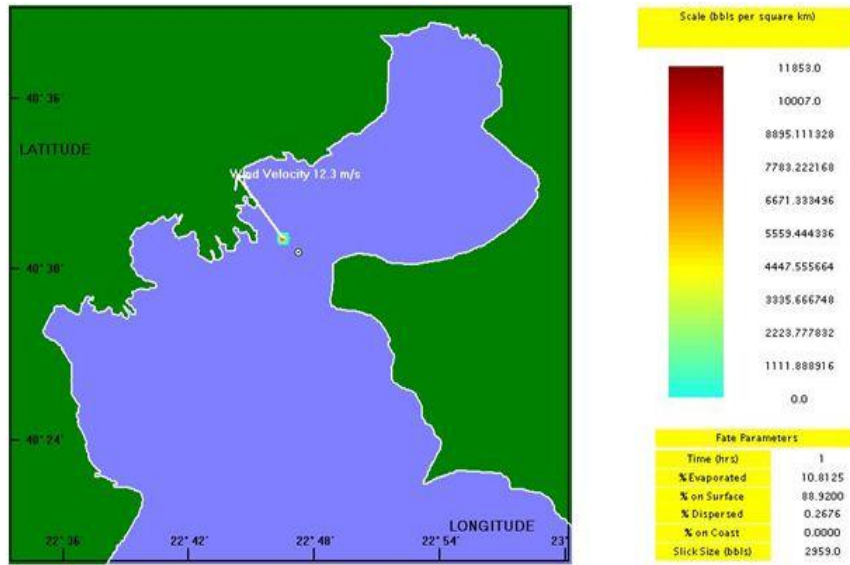 Scale (bbls per square km)
11853.0
10007.0
8895.111328
7783.222168
6671.333496
5559.444336
4447.555664
3335.666748
2223.777832
1111.888916
0.0
40° 36'
LATITUDE
Wind Velocity 12.3 m/s
40° 30'
40° 24'
LONGITUDE
22° 36' 22° 42' 22° 48' 22° 54' 23°
Fate Parameters
Time (hrs) 1
% Evaporated 10.8125
% on Surface 88.9200
% Dispersed 0.2676
% on Coast 0.0000
Slick Size (bbls) 2959.0